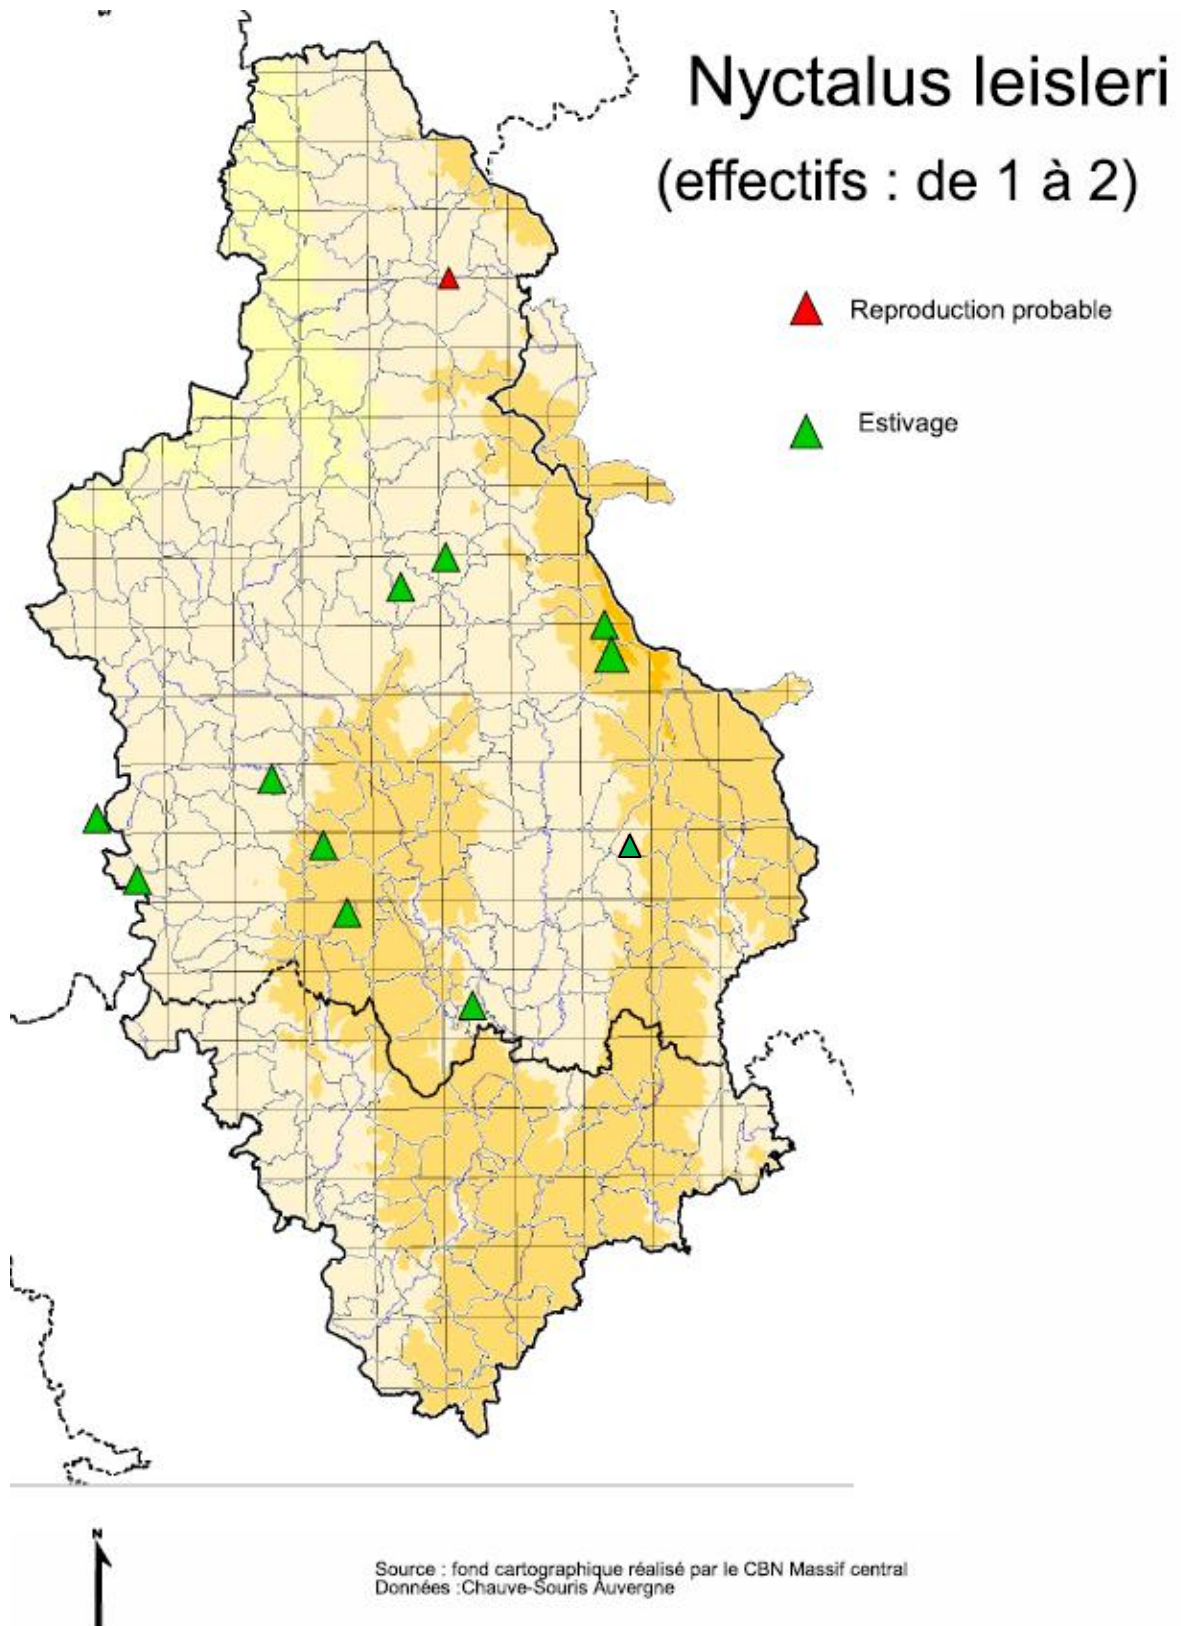 Nyctalus leisleri
(effectifs : de 1 à 2)
Reproduction probable
Estivage
N
Source : fond cartographique réalisé par le CBN Massif central
Données :Chauve-Souris Auvergne